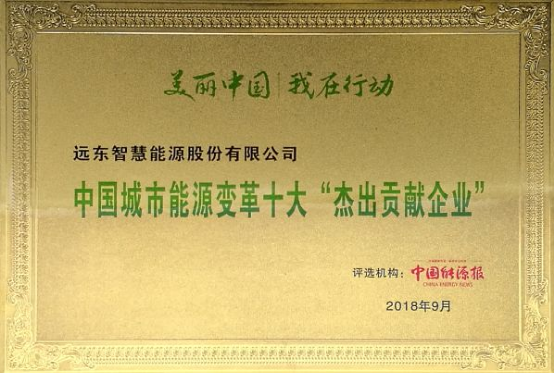 美丽中国 | 我在行动
远东智慧能源股份有限公司
中国城市能源变革十大“杰出贡献企业”
评选机构：中国能源报
CHINA ENERGY NEWS
2018年9月